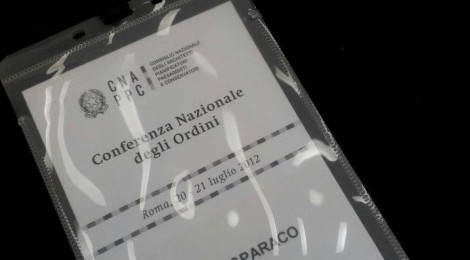 CNA
PPC
CONSIGLIO NAZIONALE
DEGLI ARCHITETTI
PIANIFICATORI
PAESAGGISTI
E CONSERVATORI
Conferenza Nazionale
degli Ordini
Roma, 20 - 21 luglio 2012
SPARACO